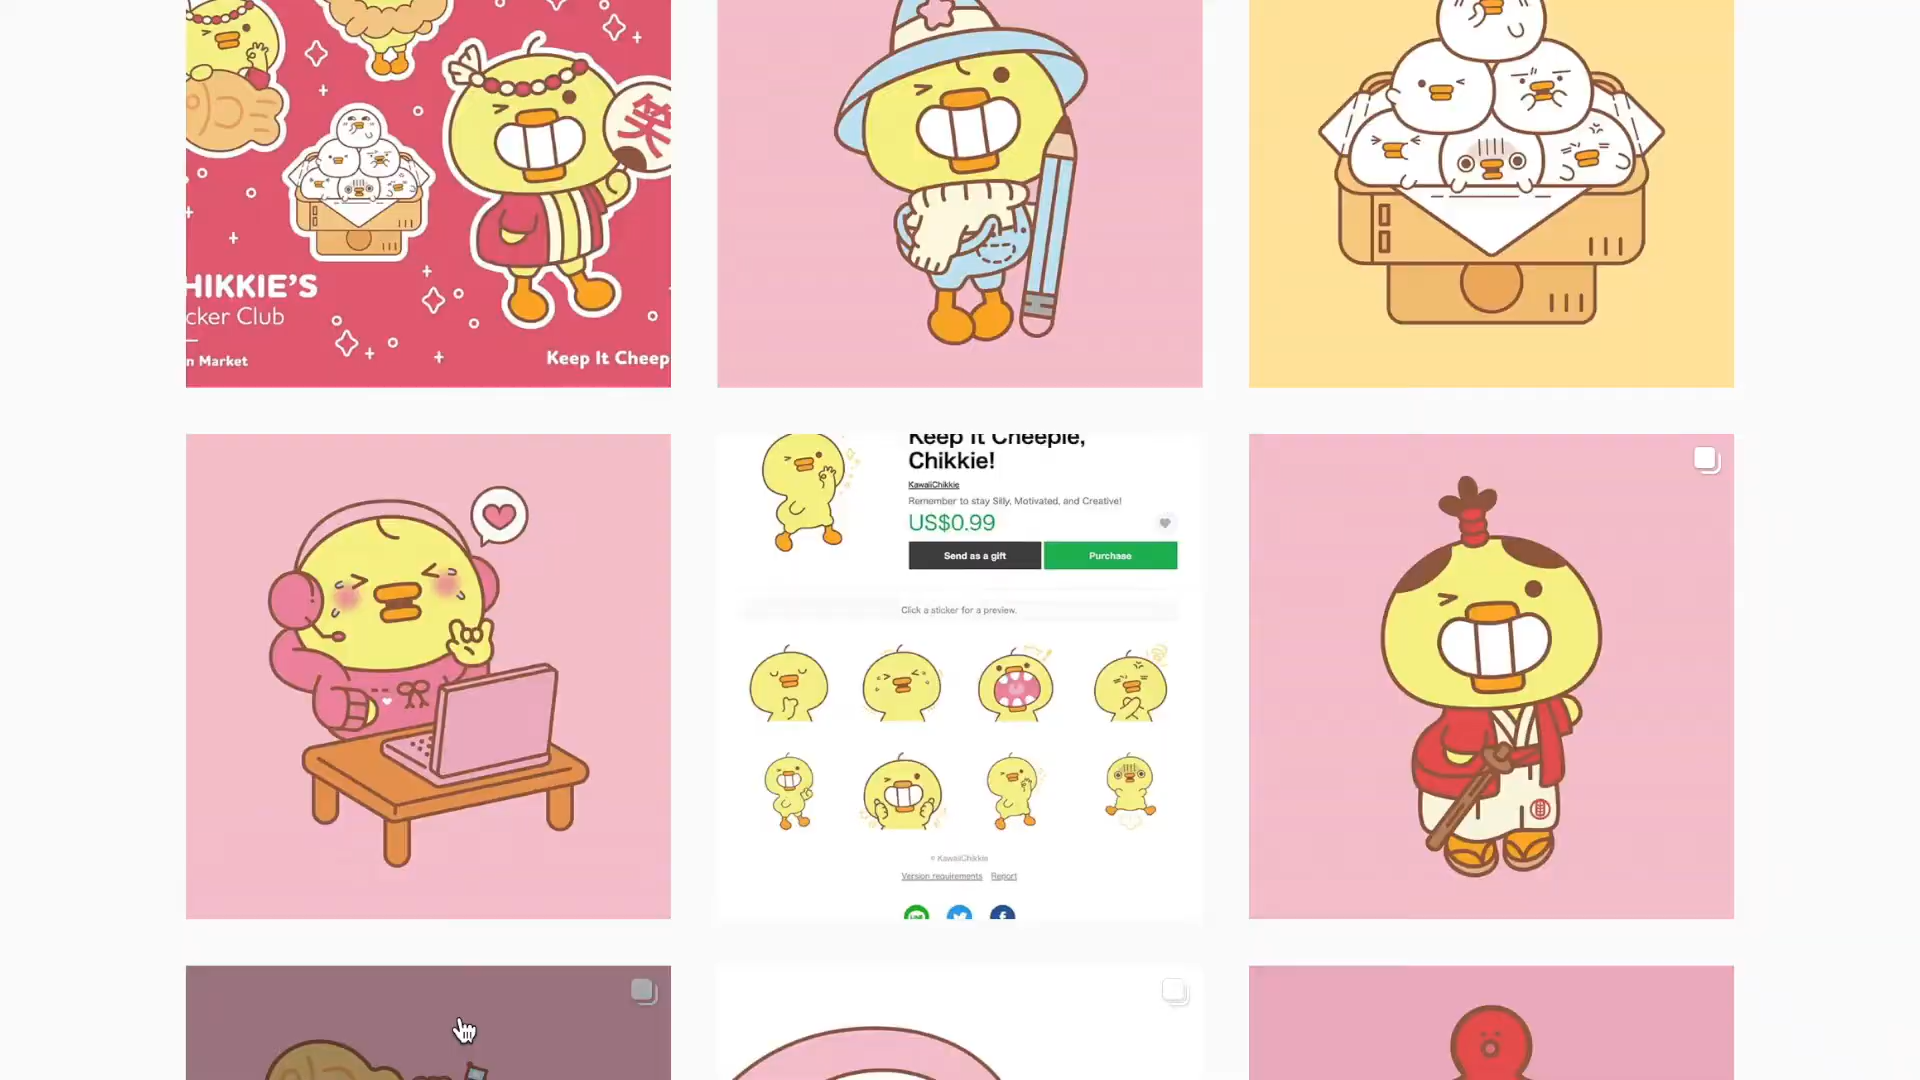 笑
HIKKIE'S
cker Club
n Market
Keep It Cheep
Keep It Cheepie,
Chikkie!
KawaiiChikkie
Remember to stay Silly, Motivated, and Creative!
US$0.99
Send as a gift
Purchase
Click a sticker for a preview.
© KawaiiChikkie
Version requirements
Report